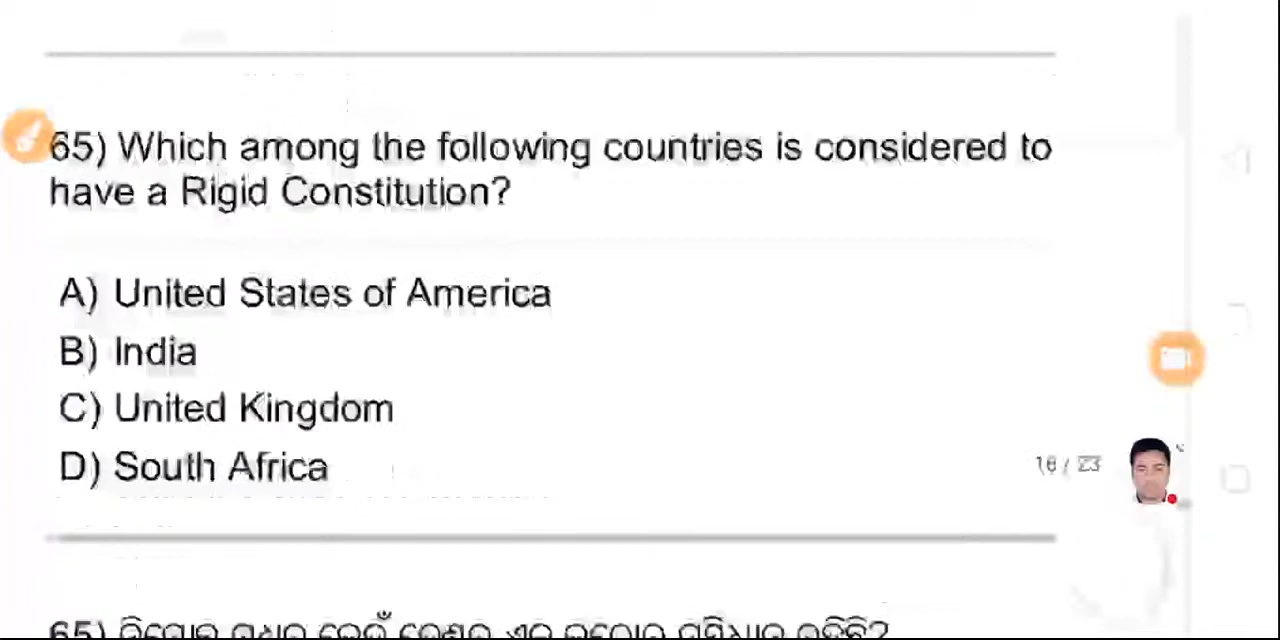 65) Which among the following countries is considered to
have a Rigid Constitution?
A) United States of America
B) India
C) United Kingdom
D) South Africa
18 / 23
65)